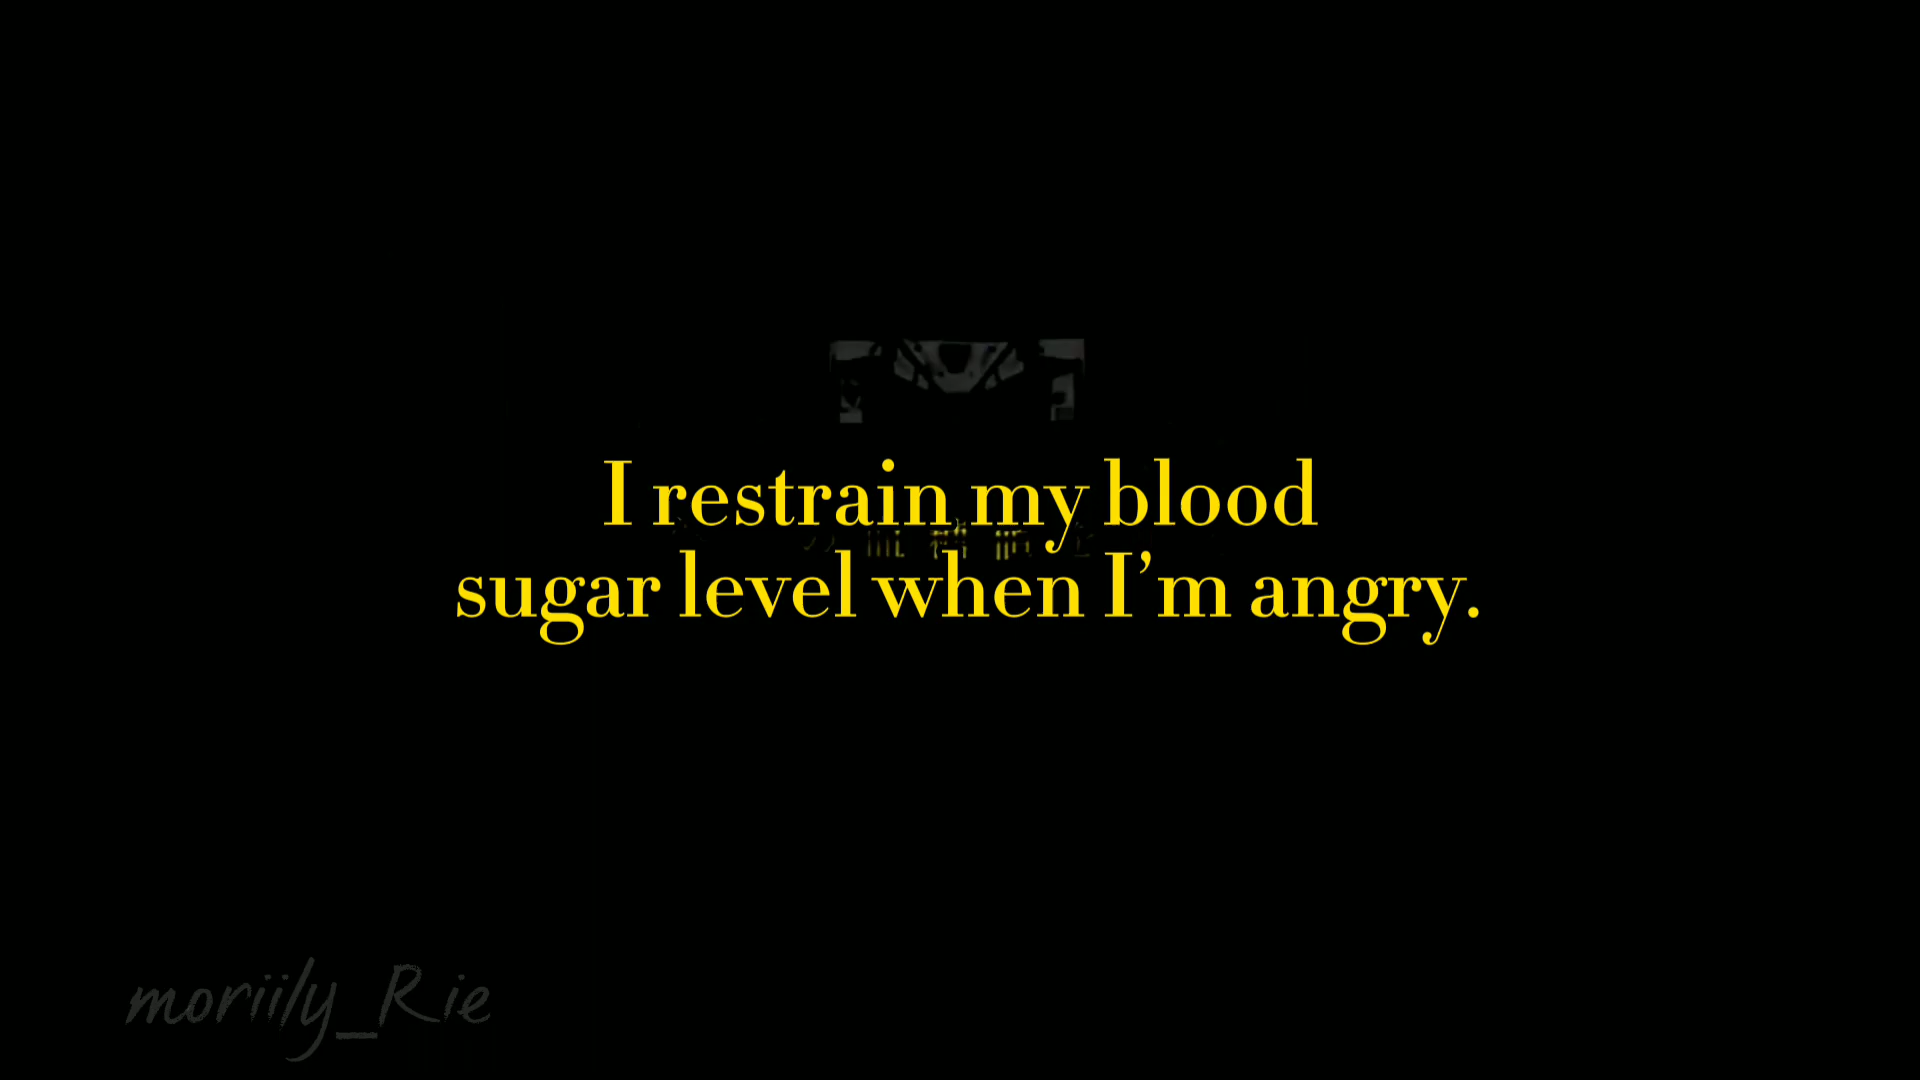 I restrain my blood
sugar level when I’m angry.
moriily_Rie